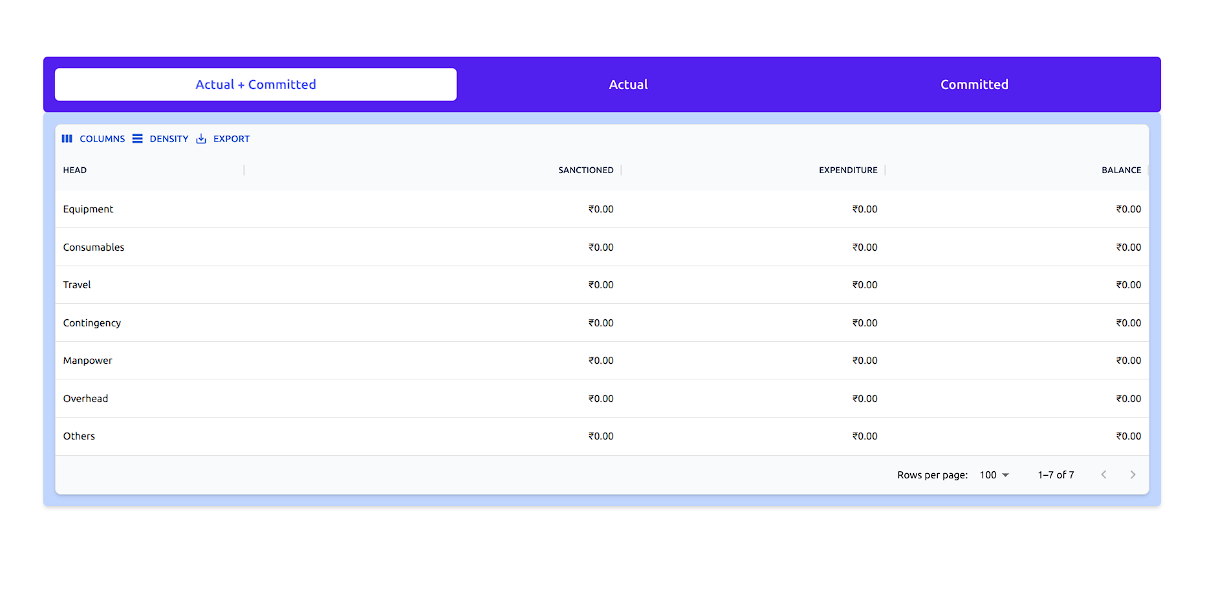 Actual + Committed Actual Committed
COLUMNS DENSITY EXPORT
HEAD SANCTIONED EXPENDITURE BALANCE
Equipment ₹0.00 ₹0.00 ₹0.00
Consumables ₹0.00 ₹0.00 ₹0.00
Travel ₹0.00 ₹0.00 ₹0.00
Contingency ₹0.00 ₹0.00 ₹0.00
Manpower ₹0.00 ₹0.00 ₹0.00
Overhead ₹0.00 ₹0.00 ₹0.00
Others ₹0.00 ₹0.00 ₹0.00
Rows per page: 100 1–7 of 7